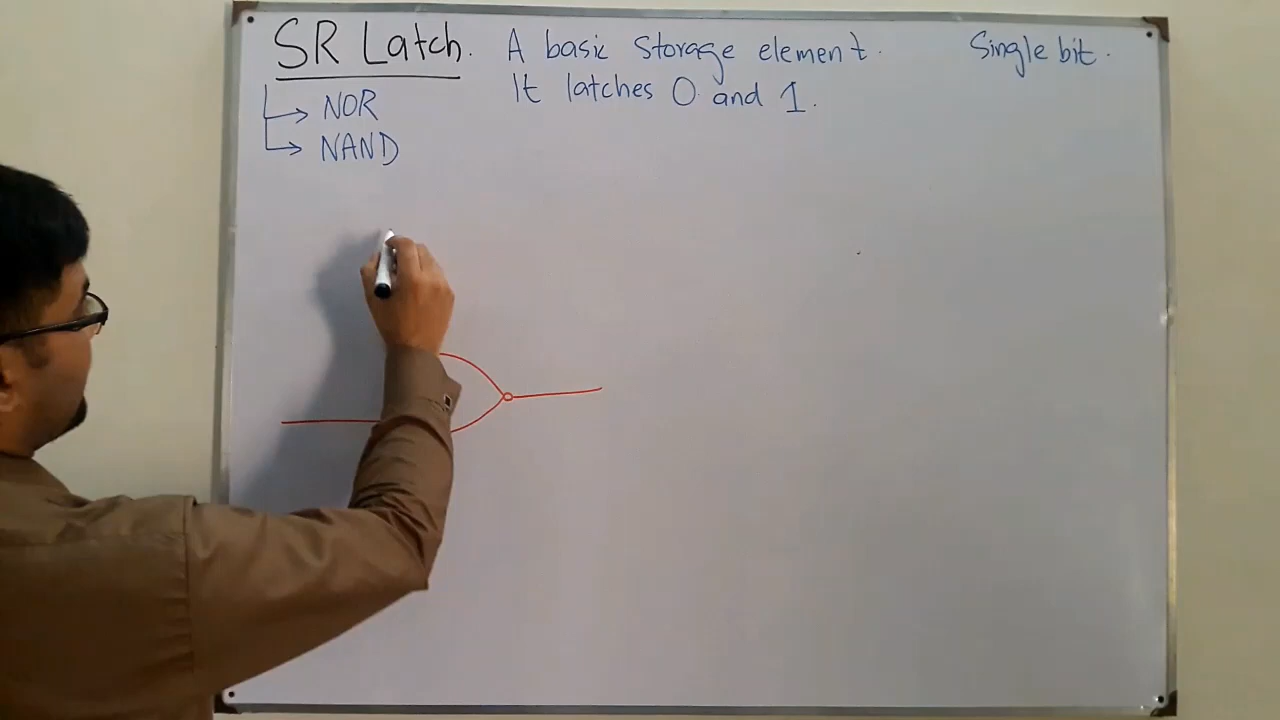 SR Latch. A basic storage element. Single bit.
It latches 0 and 1.
NOR
NAND